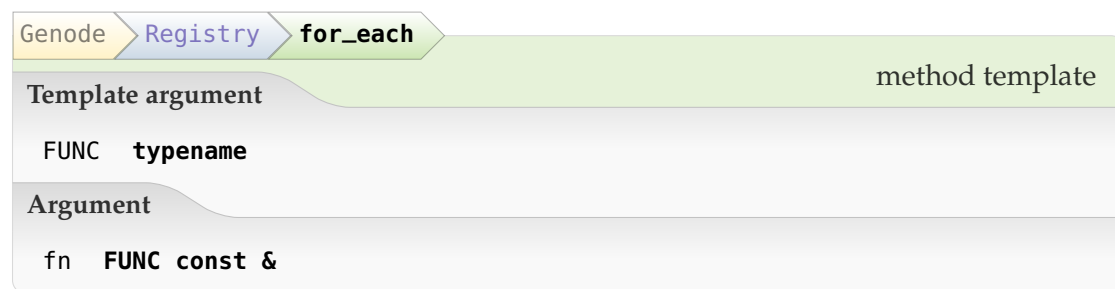 Genode Registry for_each
method template
Template argument
FUNC typename
Argument
fn FUNC const &